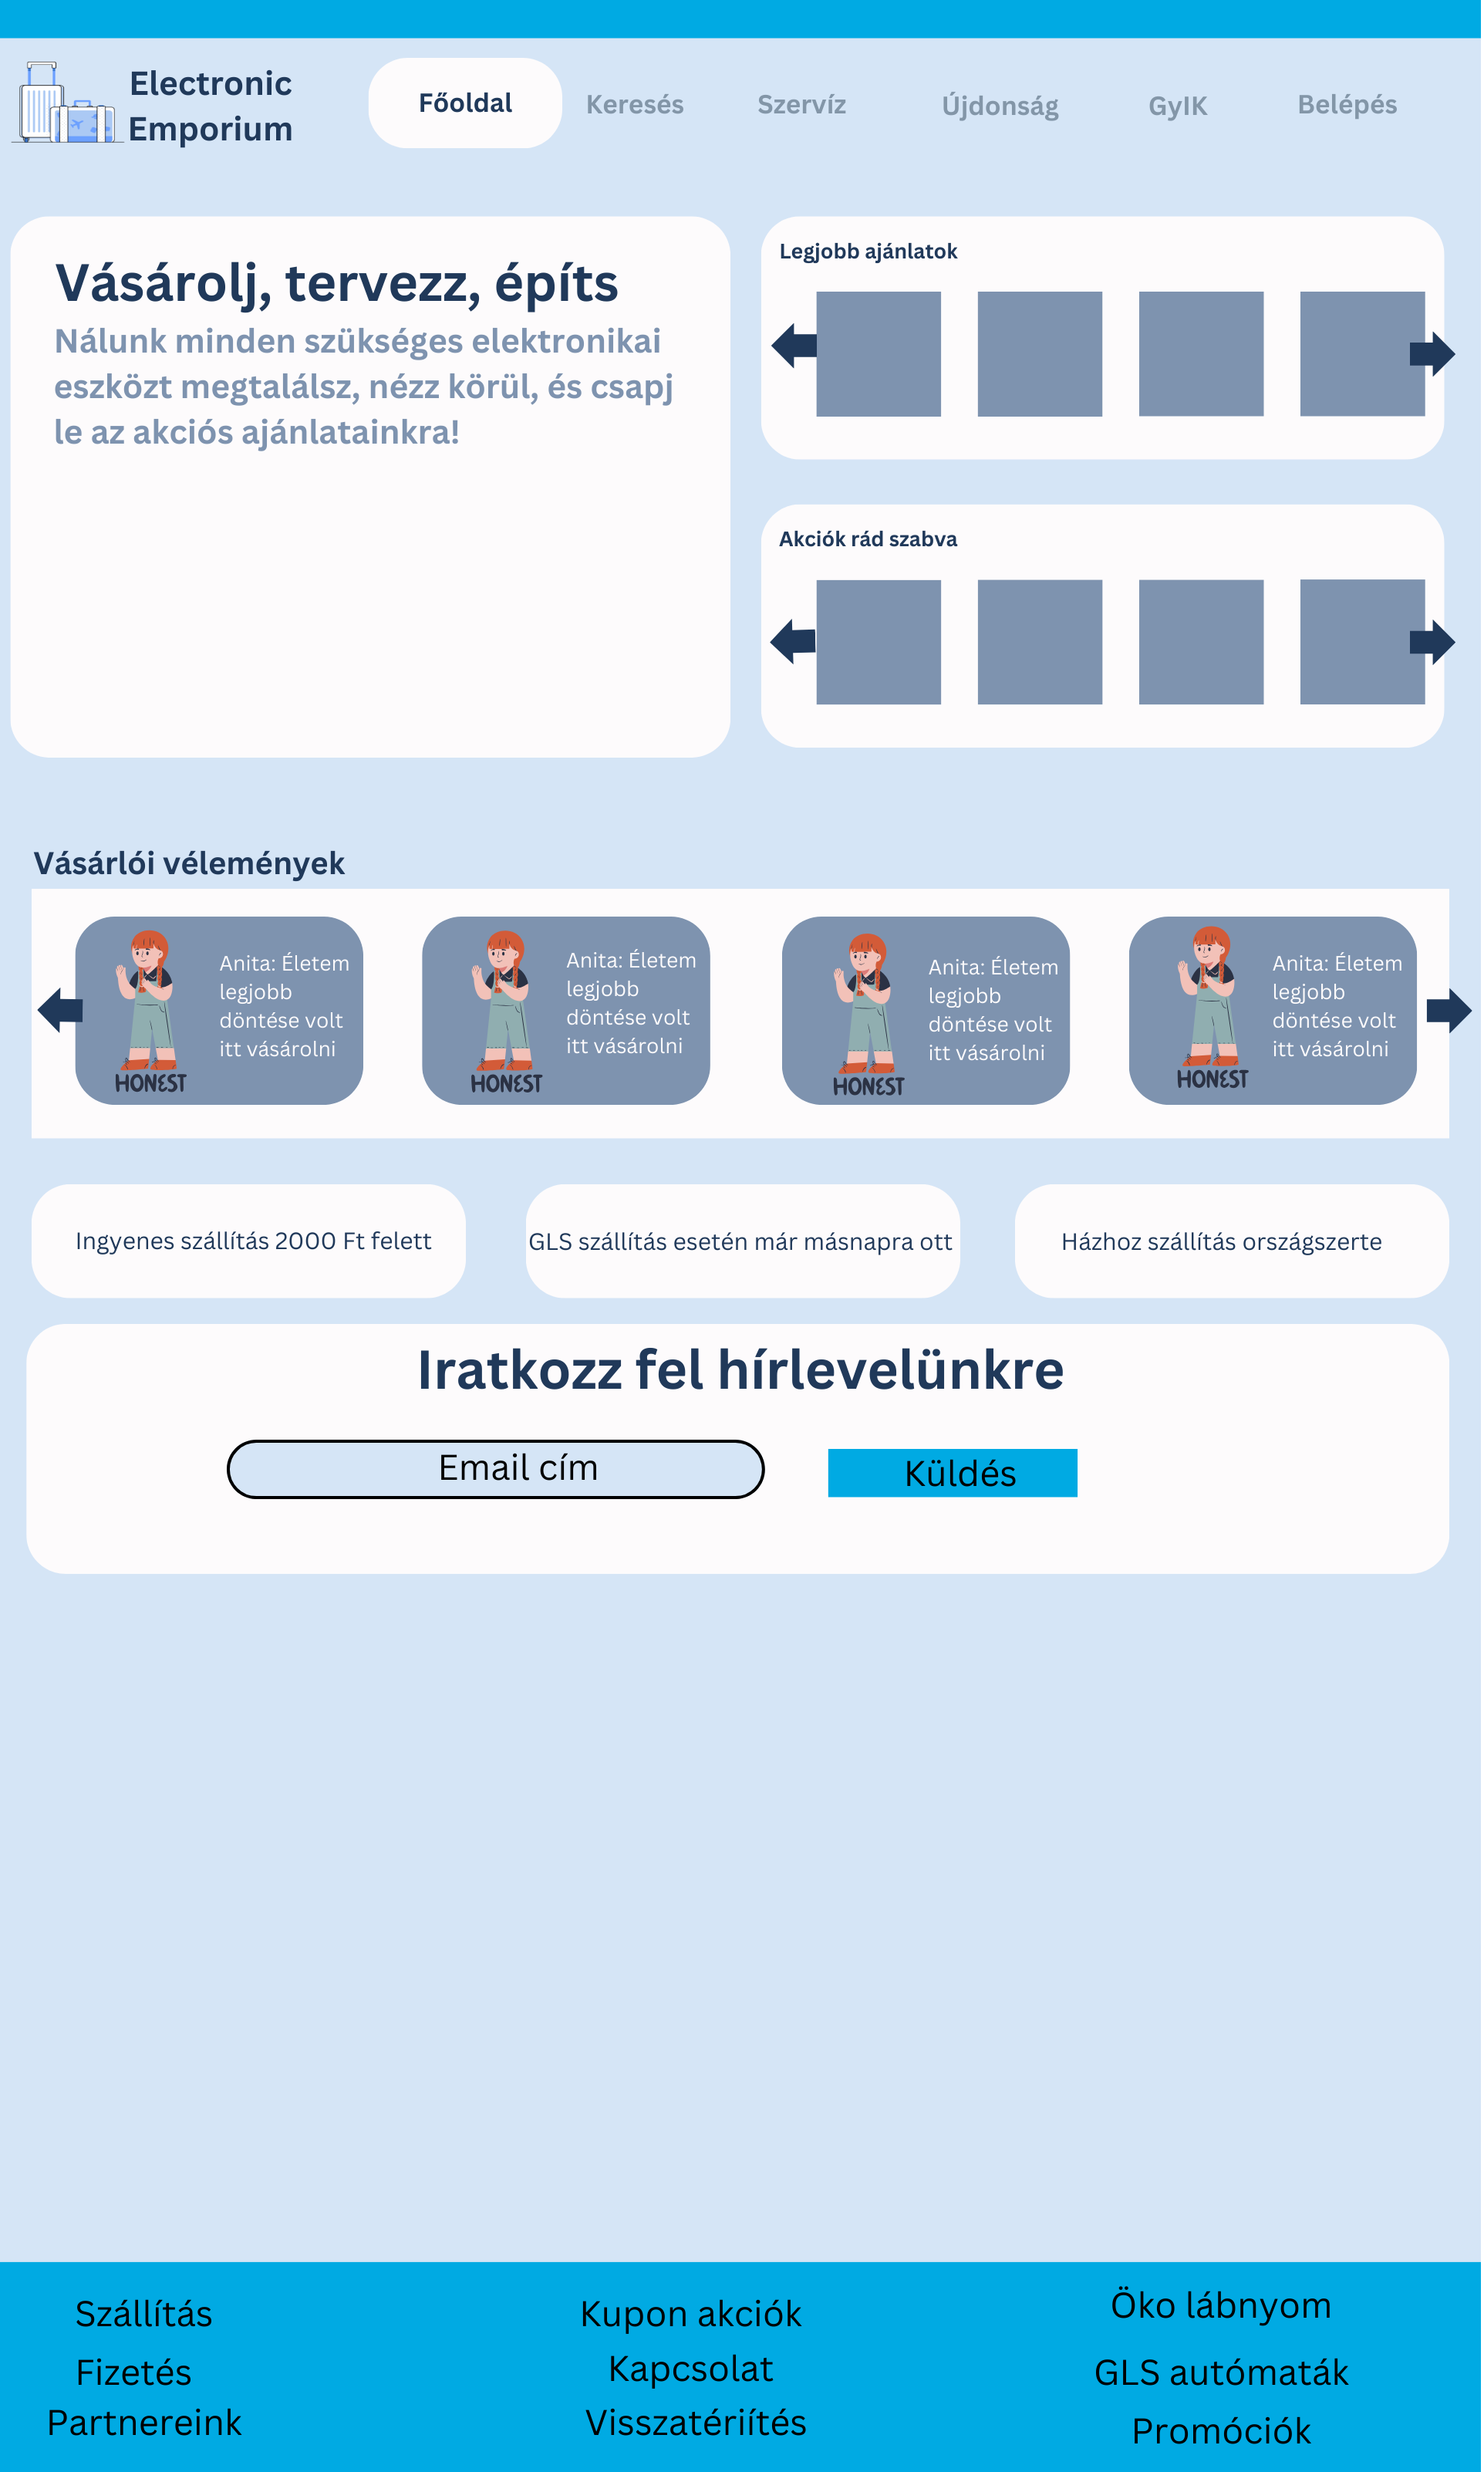 Electronic
Emporium
Főoldal
Keresés
Szervíz
Újdonság
GyIK
Belépés
Vásárolj, tervezz, építs
Nálunk minden szükséges elektronikai
eszközt megtalálsz, nézz körül, és csapj
le az akciós ajánlatainkra!
Legjobb ajánlatok
Akciók rád szabva
Vásárlói vélemények
Anita: Életem
legjobb
döntése volt
itt vásárolni
HONEST
Anita: Életem
legjobb
döntése volt
itt vásárolni
HONEST
Anita: Életem
legjobb
döntése volt
itt vásárolni
HONEST
Anita: Életem
legjobb
döntése volt
itt vásárolni
HONEST
Ingyenes szállítás 2000 Ft felett
GLS szállítás esetén már másnapra ott
Házhoz szállítás országszerte
Iratkozz fel hírlevelünkre
Email cím
Küldés
Szállítás
Fizetés
Partnereink
Kupon akciók
Kapcsolat
Visszatériítés
Öko lábnyom
GLS autómaták
Promóciók